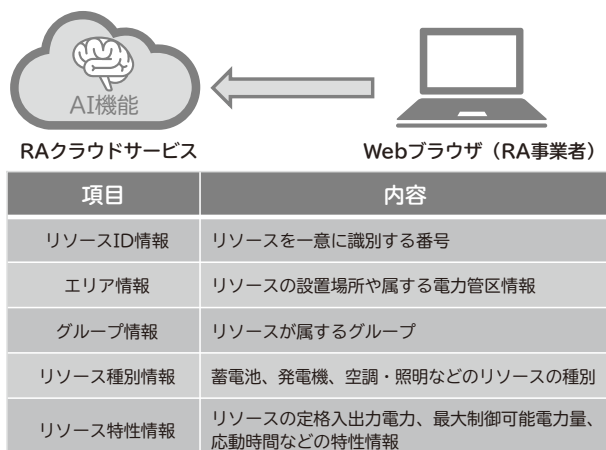 AI機能
RAクラウドサービス
Webブラウザ（RA事業者）
項目 内容
リソースID情報 リソースを一意に識別する番号
エリア情報 リソースの設置場所や属する電力管区情報
グループ情報 リソースが属するグループ
リソース種別情報 蓄電池、発電機、空調・照明などのリソースの種別
リソース特性情報 リソースの定格入出力電力、最大制御可能電力量、
応動時間などの特性情報